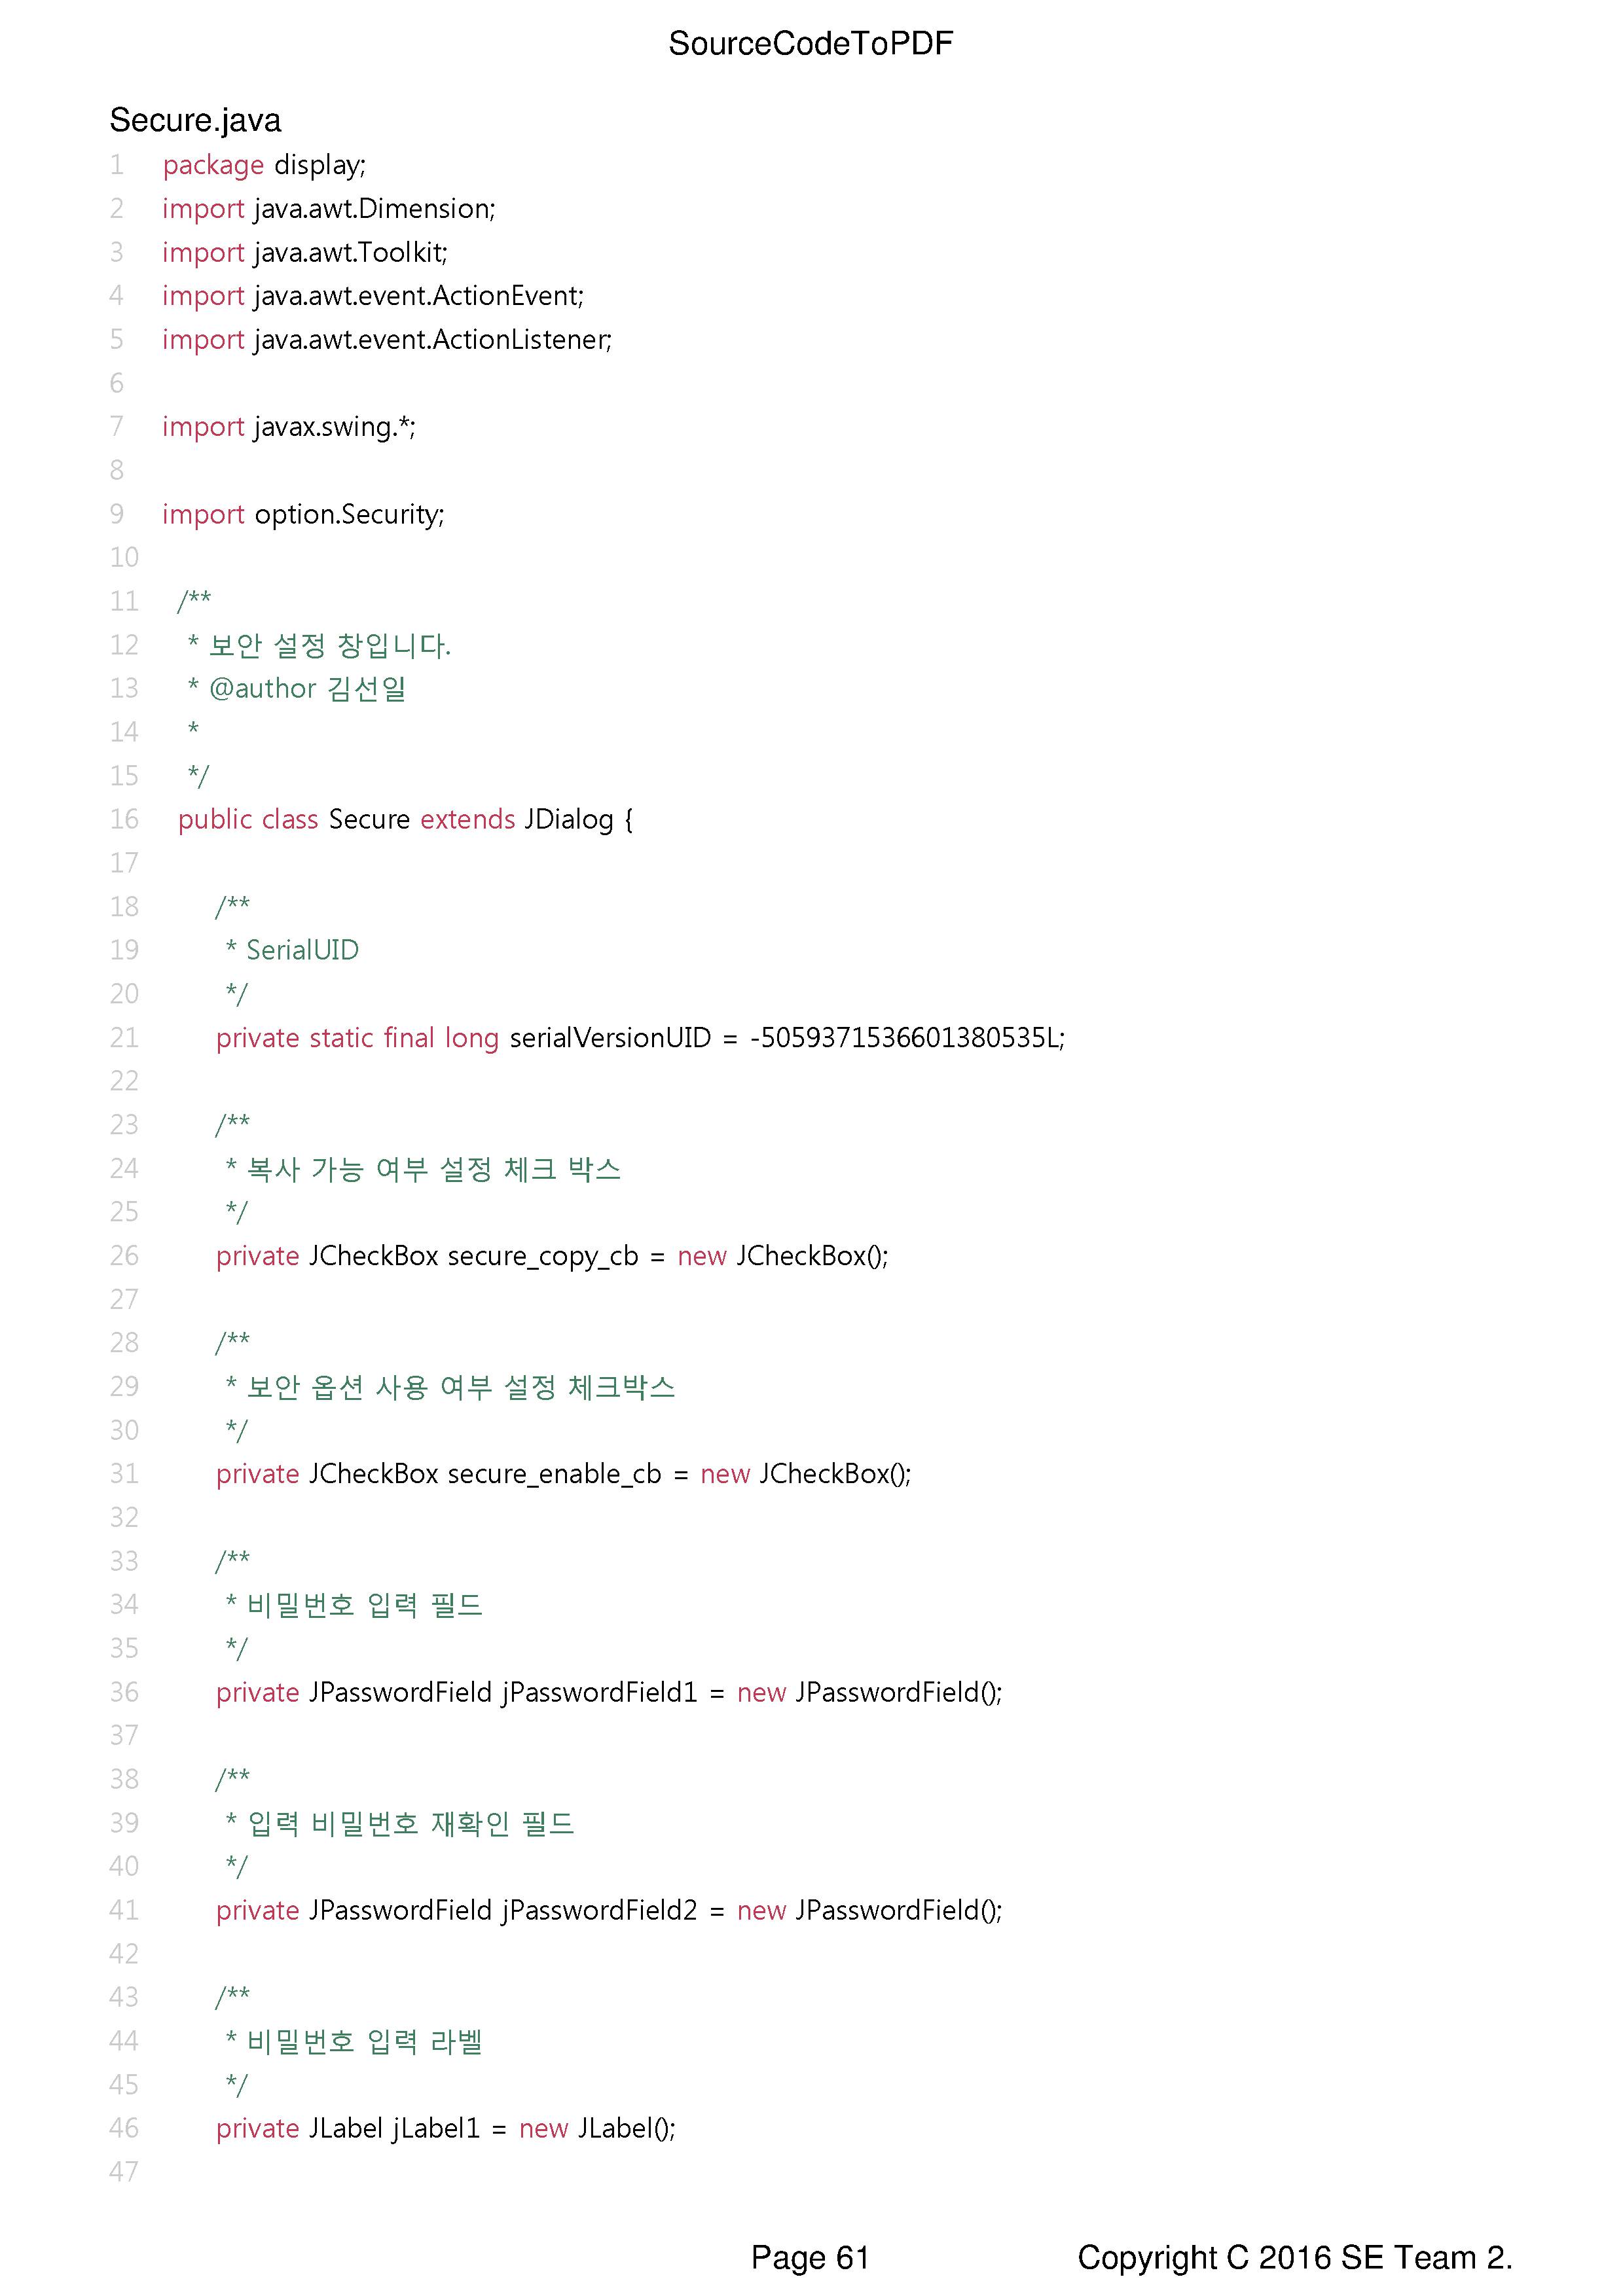 SourceCodeToPDF
Secure.java
1 package display;
2 import java.awt.Dimension;
3 import java.awt.Toolkit;
4 import java.awt.event.ActionEvent;
5 import java.awt.event.ActionListener;
6
7 import javax.swing.*;
8
9 import option.Security;
10
11 /**
12 * 보안 설정 창입니다.
13 * @author 김선일
14 *
15 */
16 public class Secure extends JDialog {
17
18 /**
19 * SerialUID
20 */
21 private static final long serialVersionUID = -5059371536601380535L;
22
23 /**
24 * 복사 가능 여부 설정 체크 박스
25 */
26 private JCheckBox secure_copy_cb = new JCheckBox();
27
28 /**
29 * 보안 옵션 사용 여부 설정 체크박스
30 */
31 private JCheckBox secure_enable_cb = new JCheckBox();
32
33 /**
34 * 비밀번호 입력 필드
35 */
36 private JPasswordField jPasswordField1 = new JPasswordField();
37
38 /**
39 * 입력 비밀번호 재확인 필드
40 */
41 private JPasswordField jPasswordField2 = new JPasswordField();
42
43 /**
44 * 비밀번호 입력 라벨
45 */
46 private JLabel jLabel1 = new JLabel();
47
Page 61 Copyright C 2016 SE Team 2.